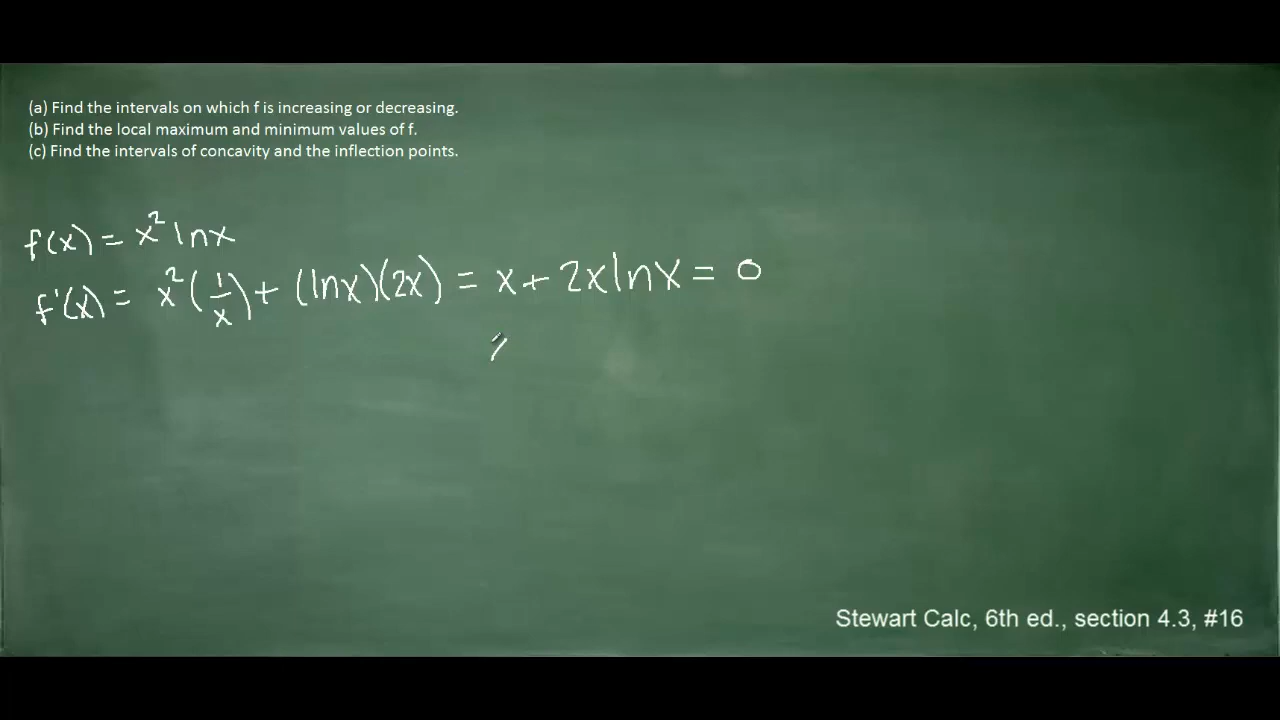 (a) Find the intervals on which f is increasing or decreasing.
(b) Find the local maximum and minimum values of f.
(c) Find the intervals of concavity and the inflection points.
f(x) = x² ln x
f'(x) = x²(1/x) + (ln x)(2x) = x + 2x ln x = 0
Stewart Calc, 6th ed., section 4.3, #16